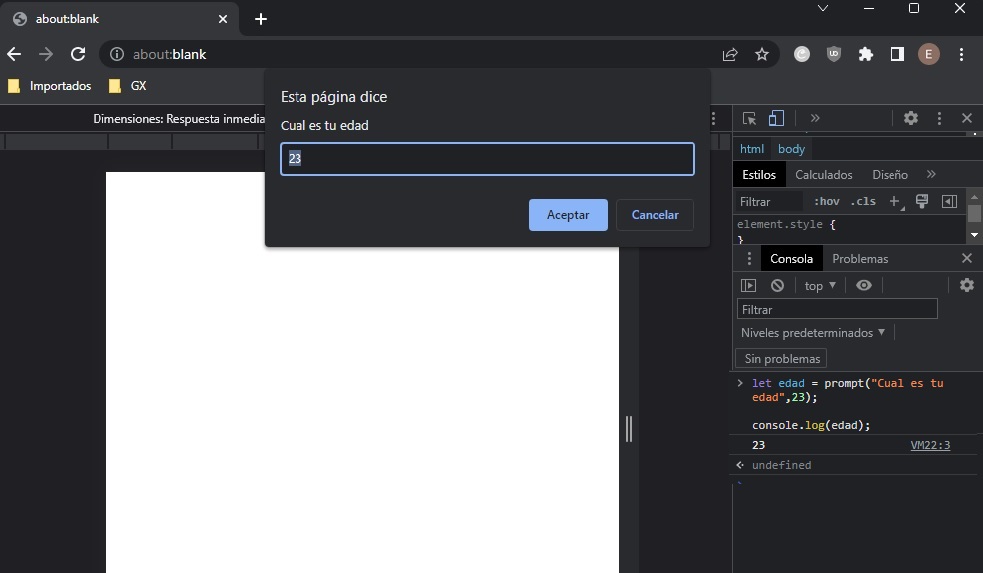 about:blank
about:blank
E
Importados
GX
Esta página dice
Cual es tu edad
23
Aceptar
Cancelar
Dimensiones: Respuesta inmedia
html body
Estilos Calculados Diseño »
Filtrar :hov .cls +
element.style {
}
Consola Problemas
top ▼
Filtrar
Niveles predeterminados ▼
Sin problemas
> let edad = prompt("Cual es tu
edad",23);
console.log(edad);
23 VM22:3
undefined